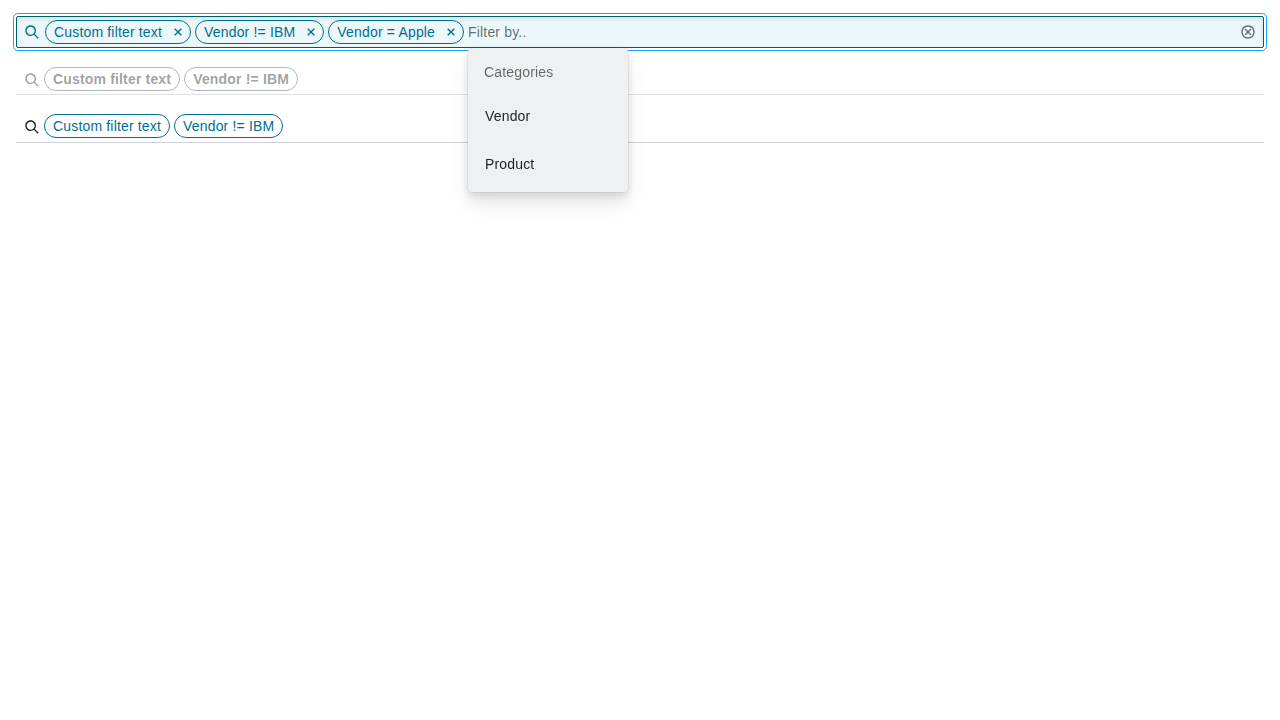 Custom filter text Vendor != IBM Vendor = Apple Filter by..
Categories
Custom filter text Vendor != IBM
Vendor
Custom filter text Vendor != IBM
Product